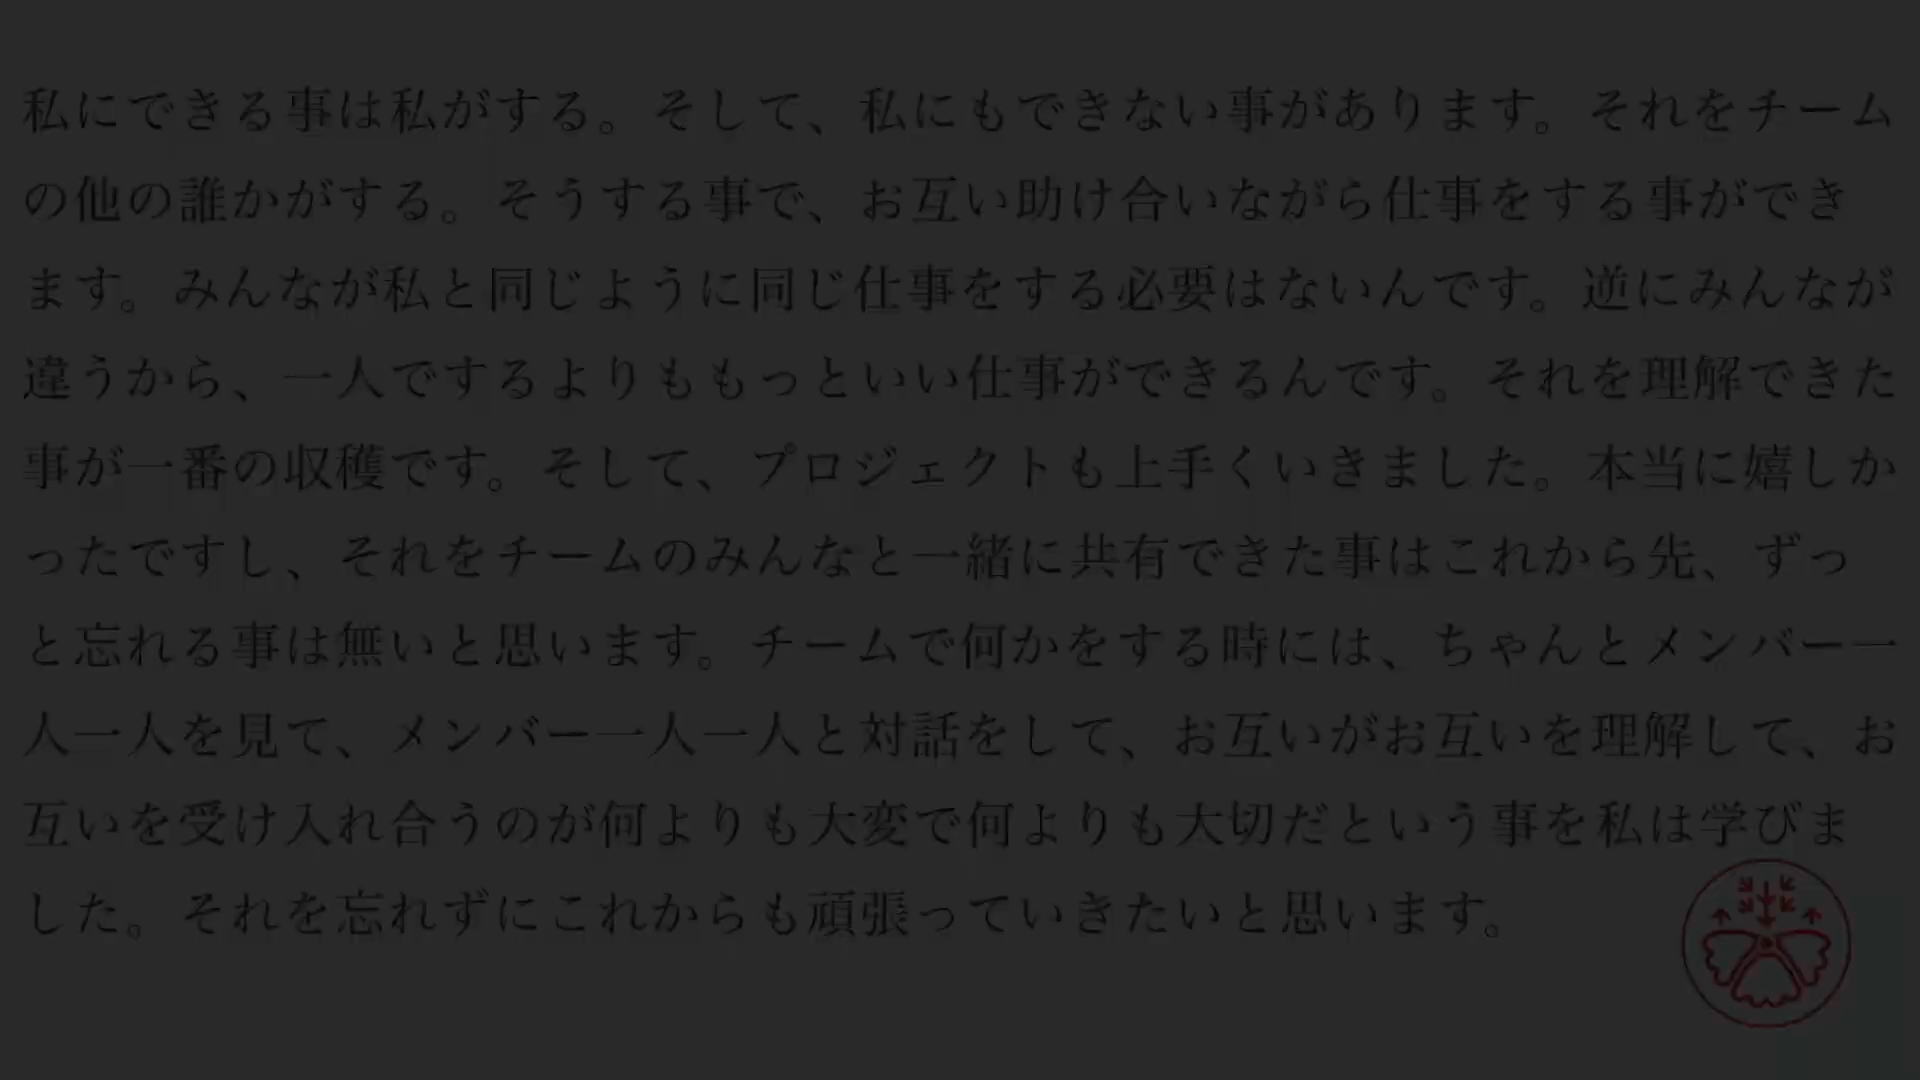 私にできる事は私がする。そして、私にもできない事があります。それをチーム
の他の誰かがする。そうする事で、お互い助け合いながら仕事をする事ができ
ます。みんなが私と同じように同じ仕事をする必要はないんです。逆にみんなが
違うから、一人でするよりももっといい仕事ができるんです。それを理解できた
事が一番の収穫です。そして、プロジェクトも上手くいきました。本当に嬉しか
ったですし、それをチームのみんなと一緒に共有できた事はこれから先、ずっ
と忘れる事は無いと思います。チームで何かをする時には、ちゃんとメンバー一
人一人を見て、メンバー一人一人と対話をして、お互いがお互いを理解して、お
互いを受け入れ合うのが何よりも大変で何よりも大切だという事を私は学びま
した。それを忘れずにこれからも頑張っていきたいと思います。